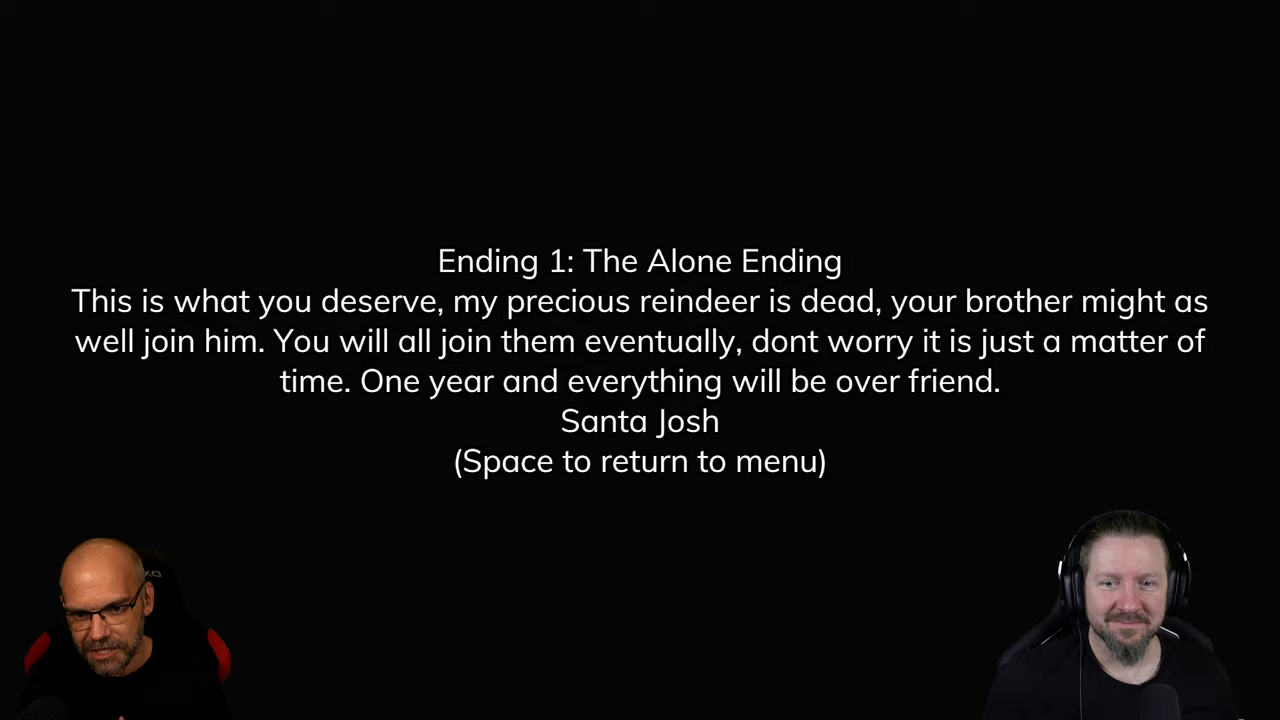 Ending 1: The Alone Ending
This is what you deserve, my precious reindeer is dead, your brother might as
well join him. You will all join them eventually, dont worry it is just a matter of
time. One year and everything will be over friend.
Santa Josh
(Space to return to menu)